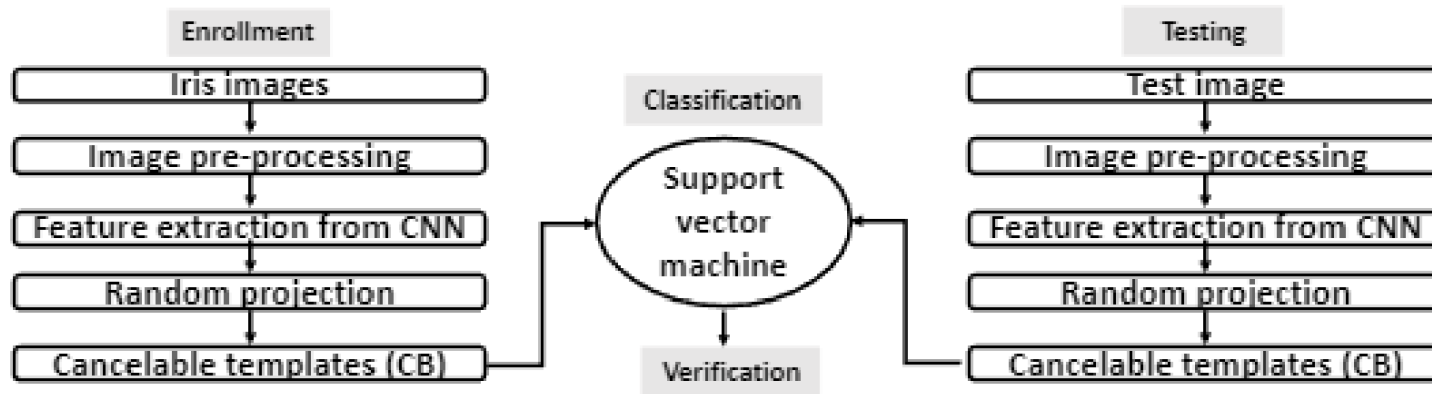 Enrollment
Iris images
Image pre-processing
Feature extraction from CNN
Random projection
Cancelable templates (CB)
Classification
Support
vector
machine
Verification
Testing
Test image
Image pre-processing
Feature extraction from CNN
Random projection
Cancelable templates (CB)